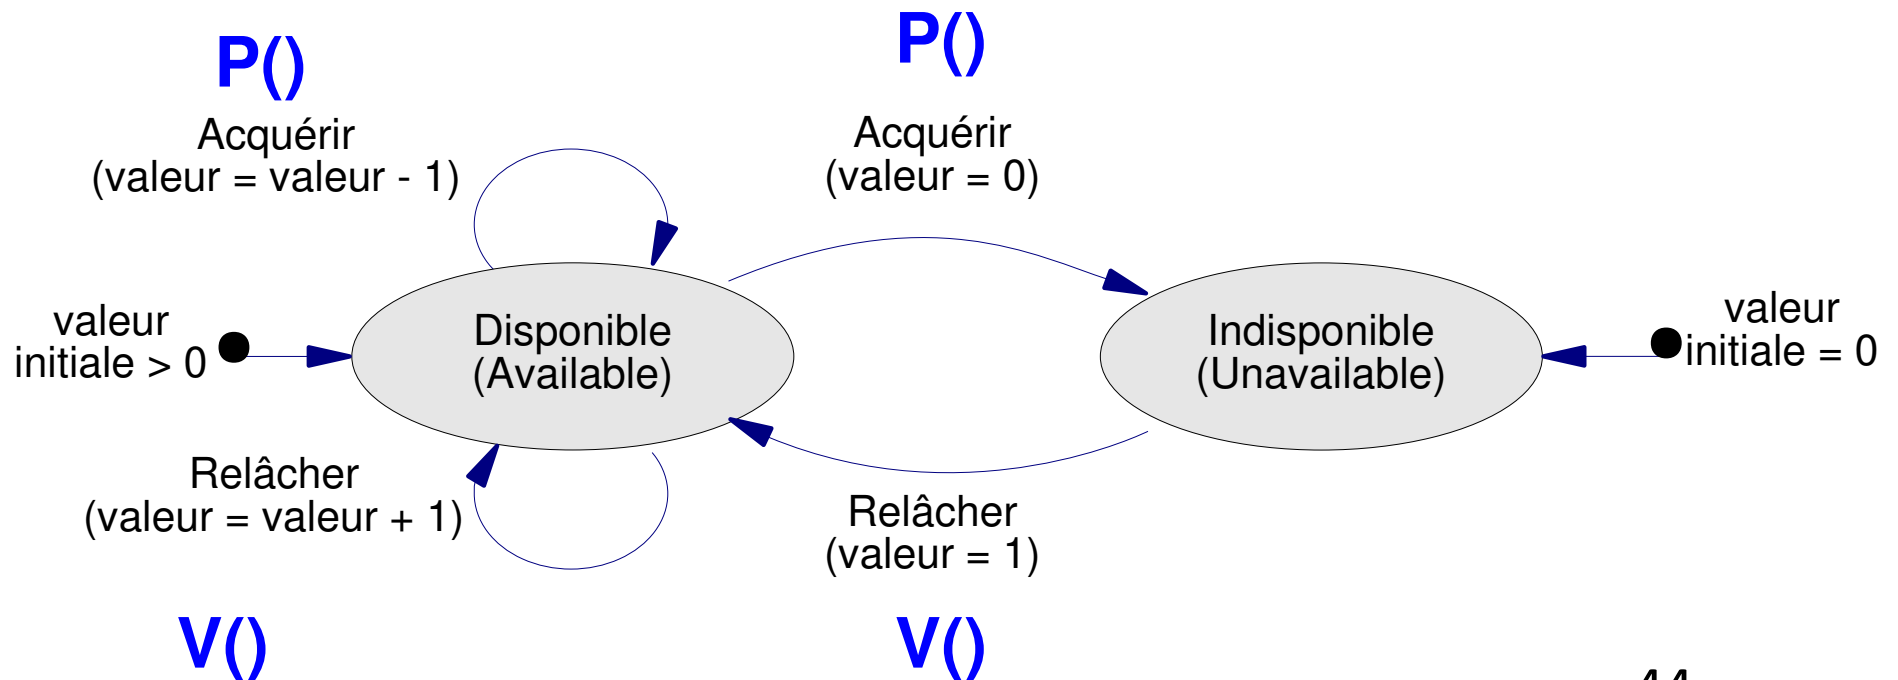 P()
Acquérir
(valeur = valeur - 1)
P()
Acquérir
(valeur = 0)
valeur
initiale > 0
Disponible
(Available)
Indisponible
(Unavailable)
valeur
initiale = 0
Relâcher
(valeur = valeur + 1)
Relâcher
(valeur = 1)
V()
V()